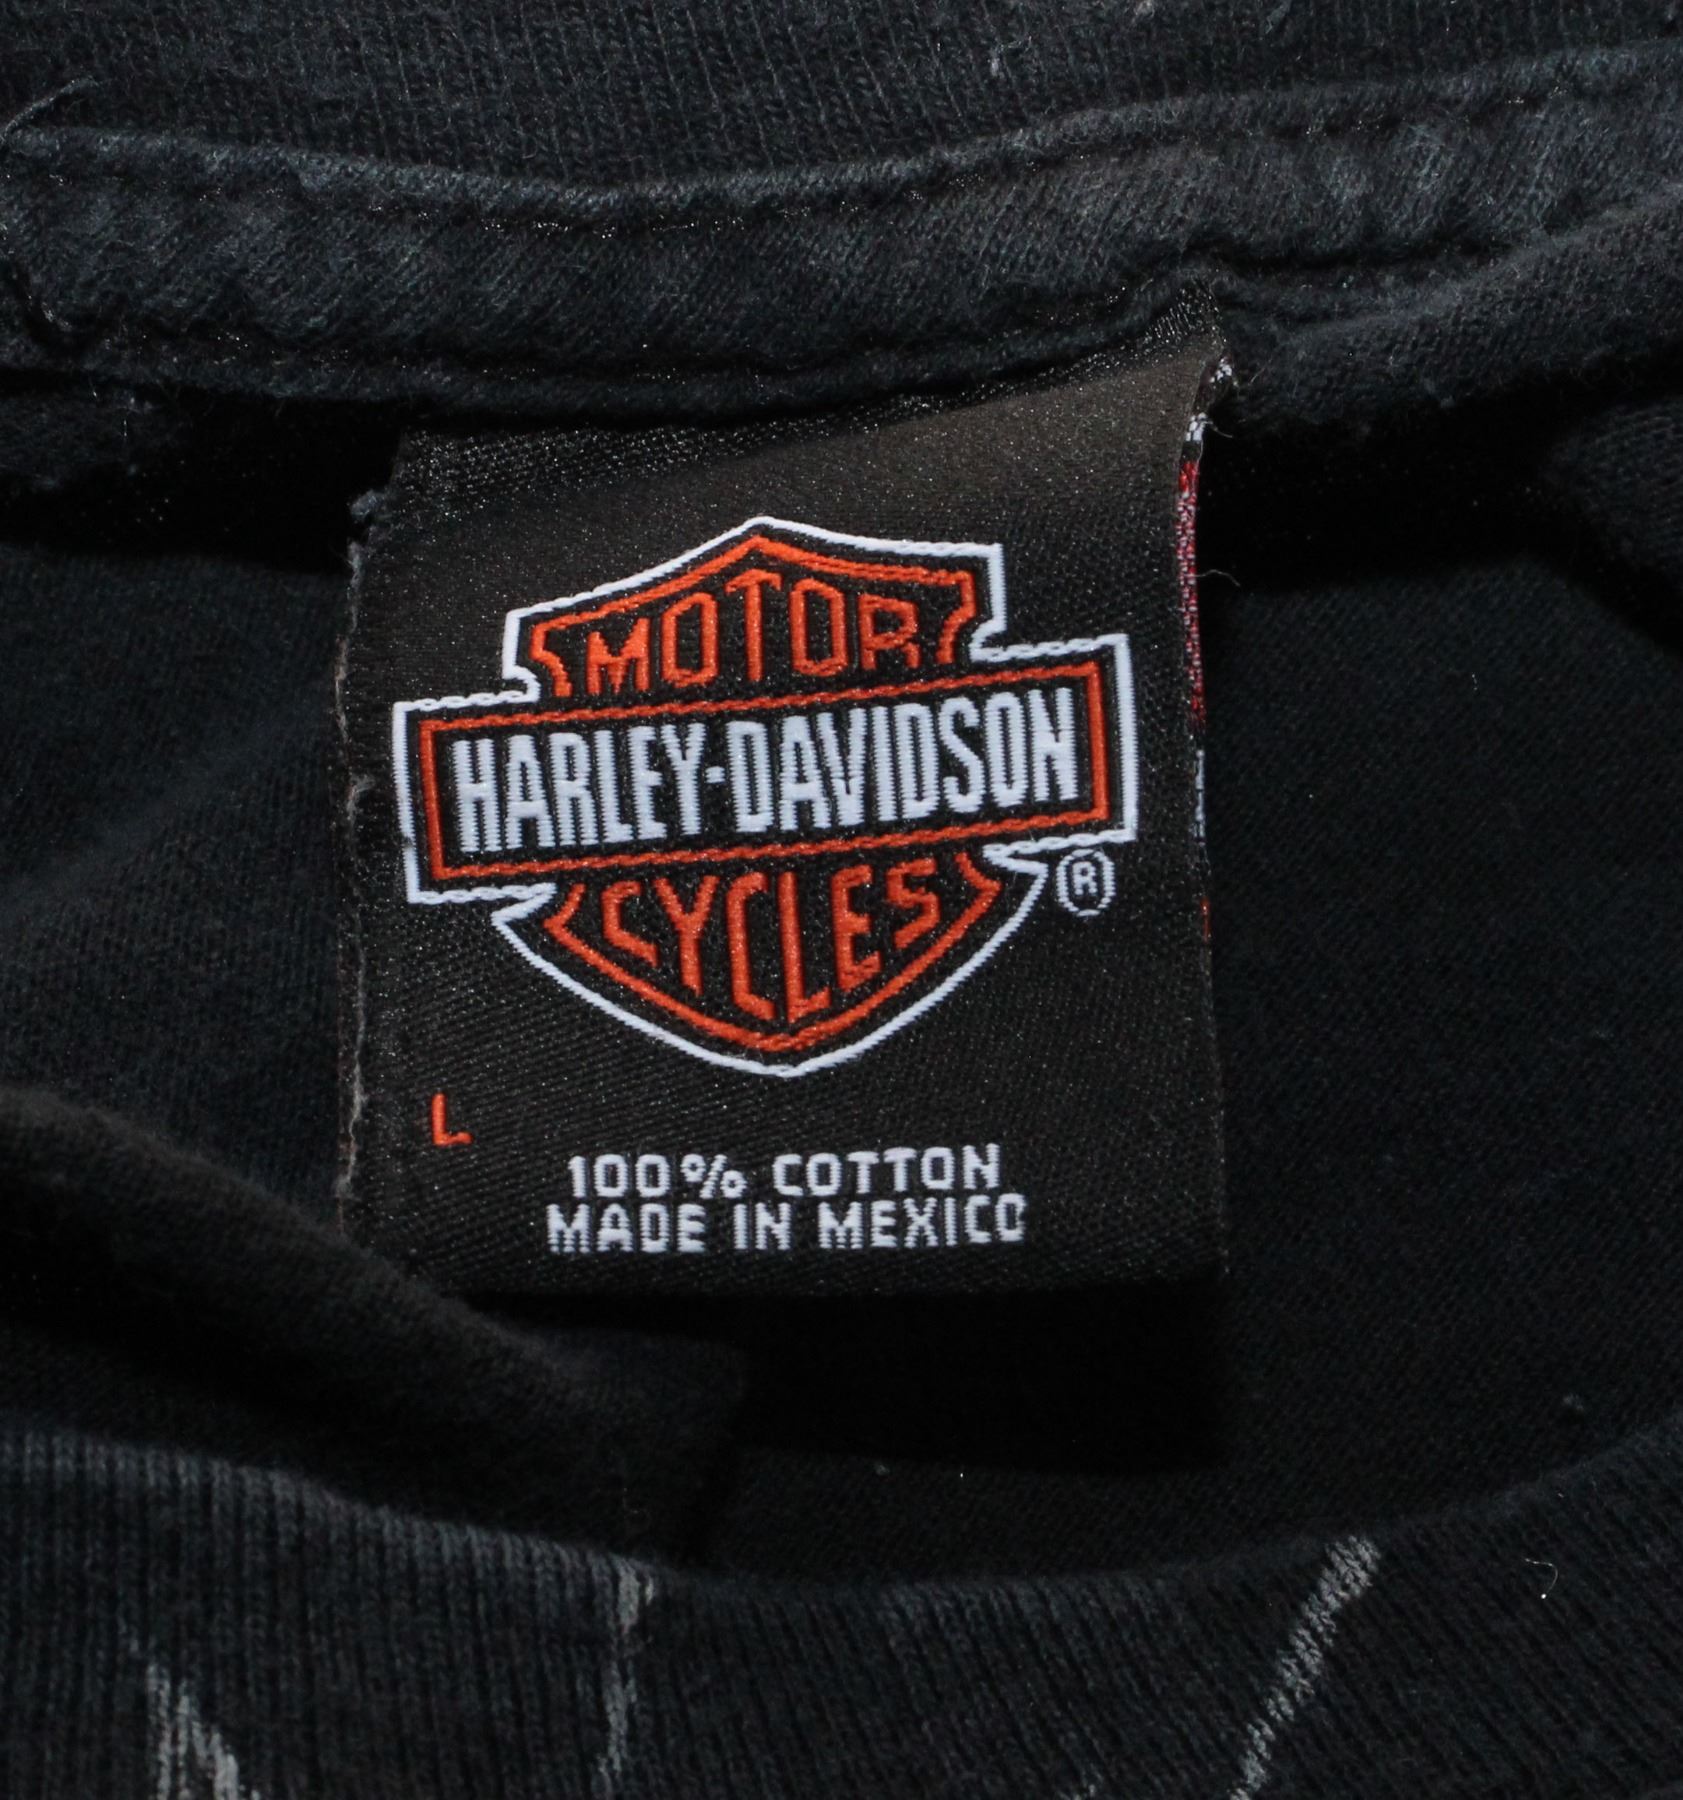 MOTOR
HARLEY-DAVIDSON
CYCLES
®
L
100% COTTON
MADE IN MEXICO